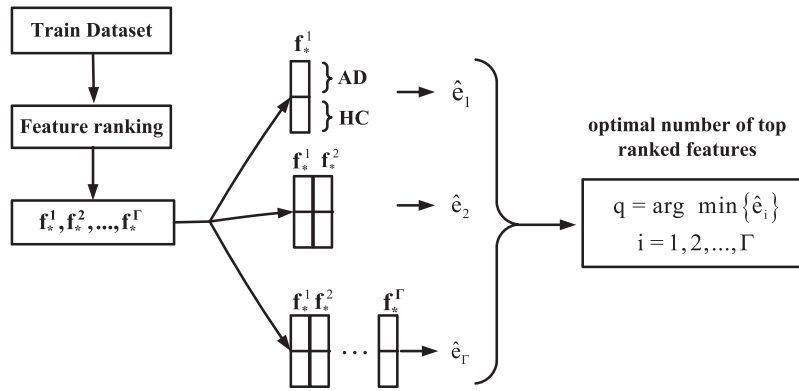 Train Dataset
Feature ranking
f*¹, f*², ..., f*^Γ
f*¹
AD
HC
ê₁
f*¹ f*²
ê₂
f*¹ f*² f*^Γ
...
ê_Γ
optimal number of top
ranked features
q = arg min{ê_i}
i = 1, 2, ..., Γ